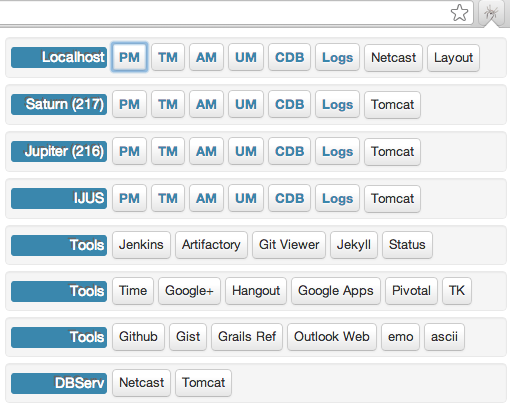 Localhost PM TM AM UM CDB Logs Netcast Layout
Saturn (217) PM TM AM UM CDB Logs Tomcat
Jupiter (216) PM TM AM UM CDB Logs Tomcat
IJUS PM TM AM UM CDB Logs Tomcat
Tools Jenkins Artifactory Git Viewer Jekyll Status
Tools Time Google+ Hangout Google Apps Pivotal TK
Tools Github Gist Grails Ref Outlook Web emo ascii
DBServ Netcast Tomcat